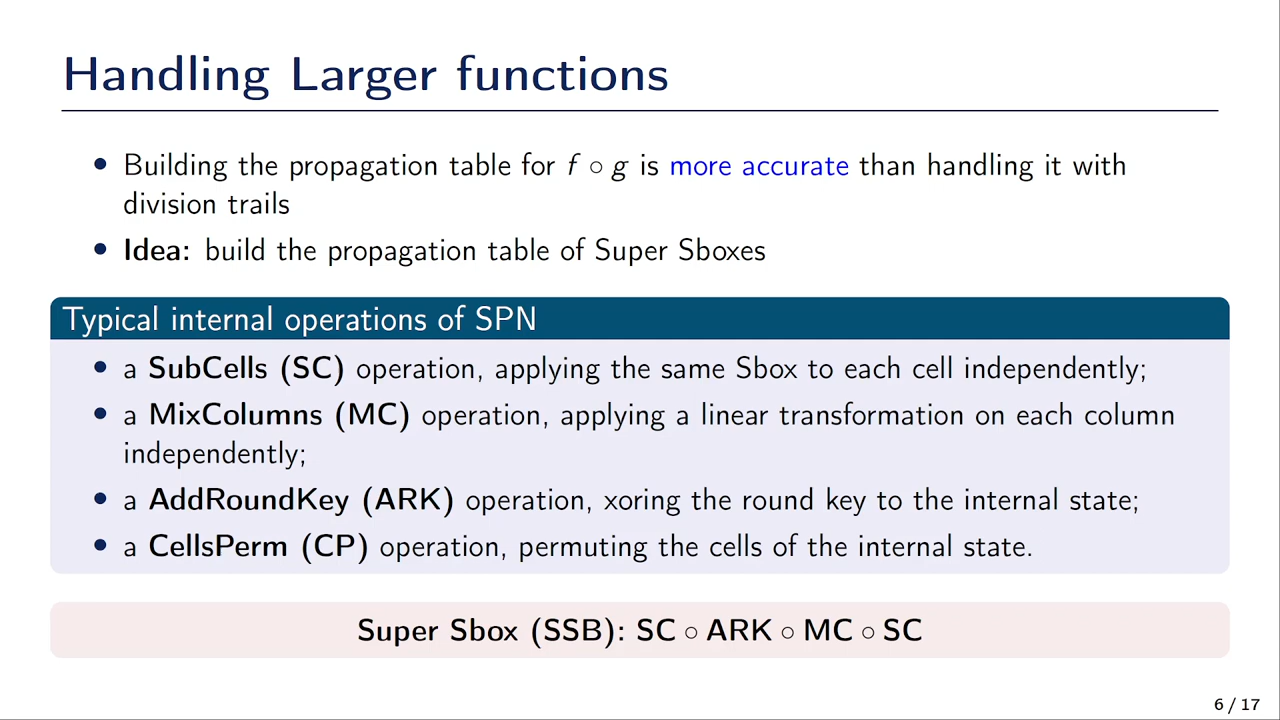 Handling Larger functions
• Building the propagation table for f ∘ g is more accurate than handling it with
division trails
• Idea: build the propagation table of Super Sboxes
Typical internal operations of SPN
• a SubCells (SC) operation, applying the same Sbox to each cell independently;
• a MixColumns (MC) operation, applying a linear transformation on each column
independently;
• a AddRoundKey (ARK) operation, xoring the round key to the internal state;
• a CellsPerm (CP) operation, permuting the cells of the internal state.
Super Sbox (SSB): SC ∘ ARK ∘ MC ∘ SC
6 / 17